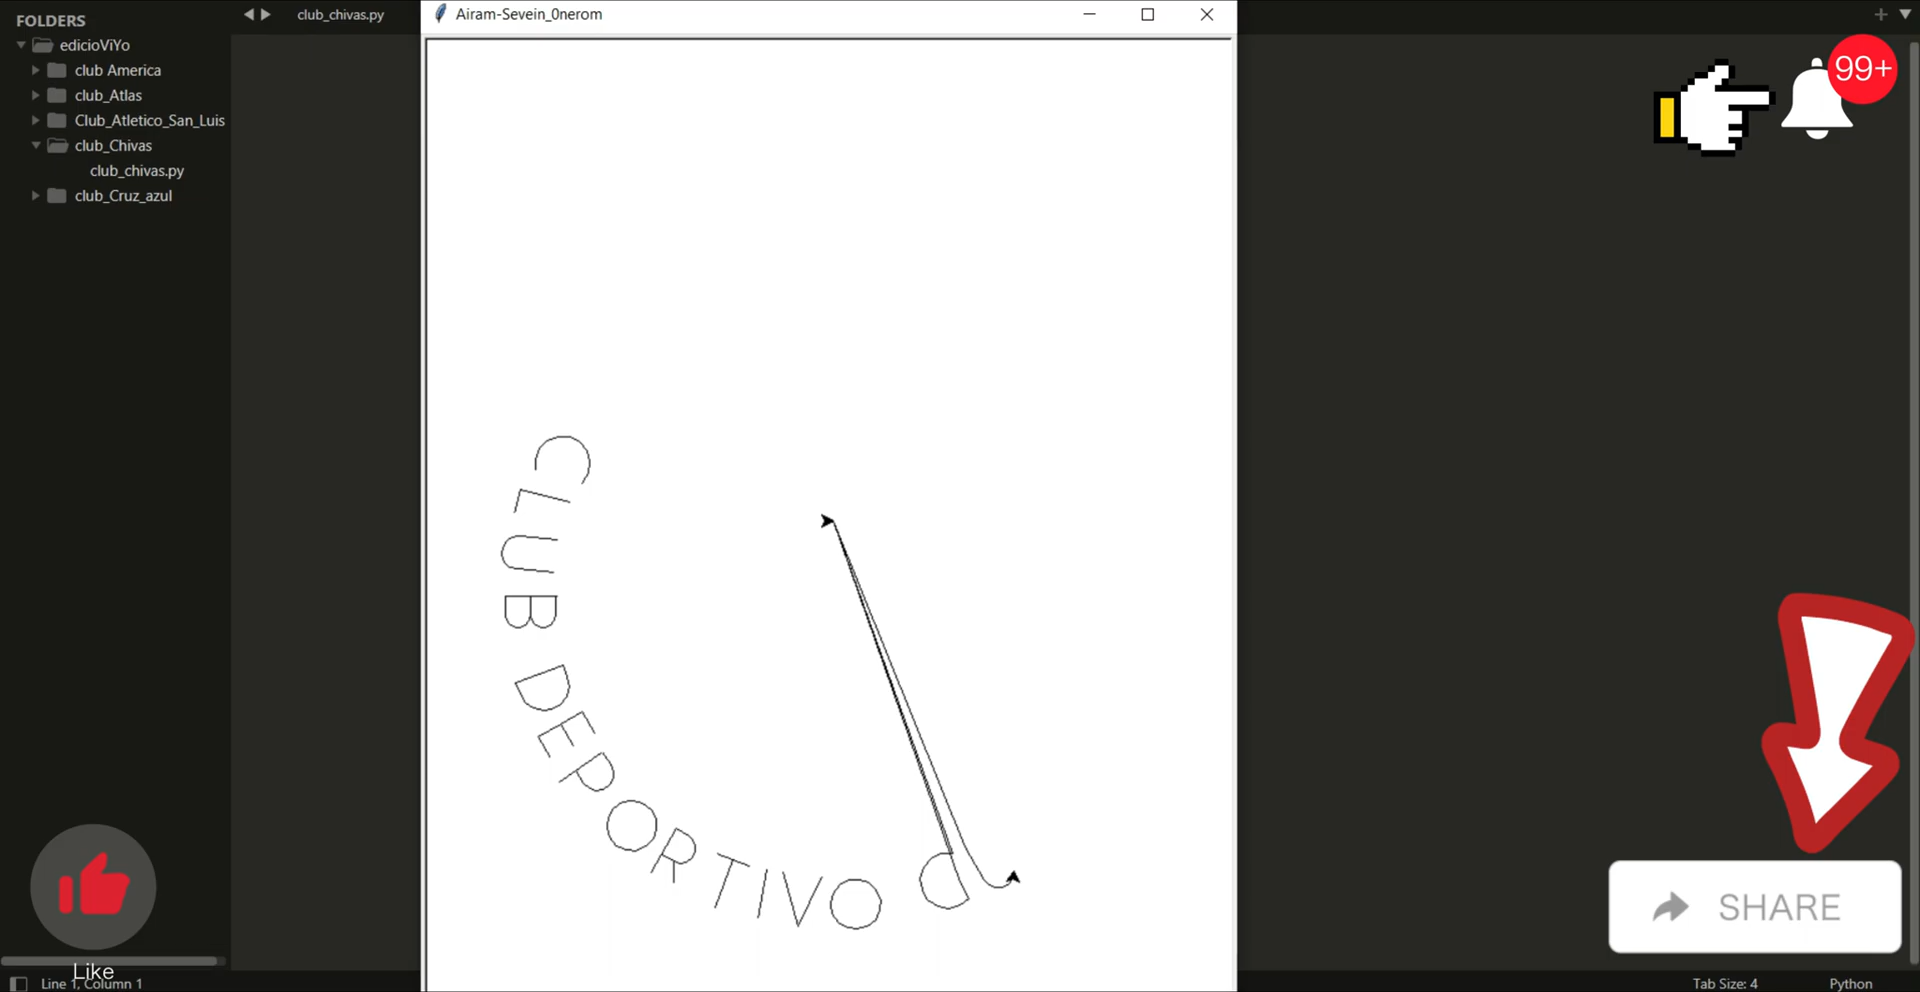 FOLDERS
edicioViYo
club America
club_Atlas
Club_Atletico_San_Luis
club_Chivas
club_chivas.py
club_Cruz_azul
club_chivas.py
Airam-Sevein_0nerom
99+
CLUB DEPORTIVO C
SHARE
Like
Line 1, Column 1
Tab Size: 4
Python